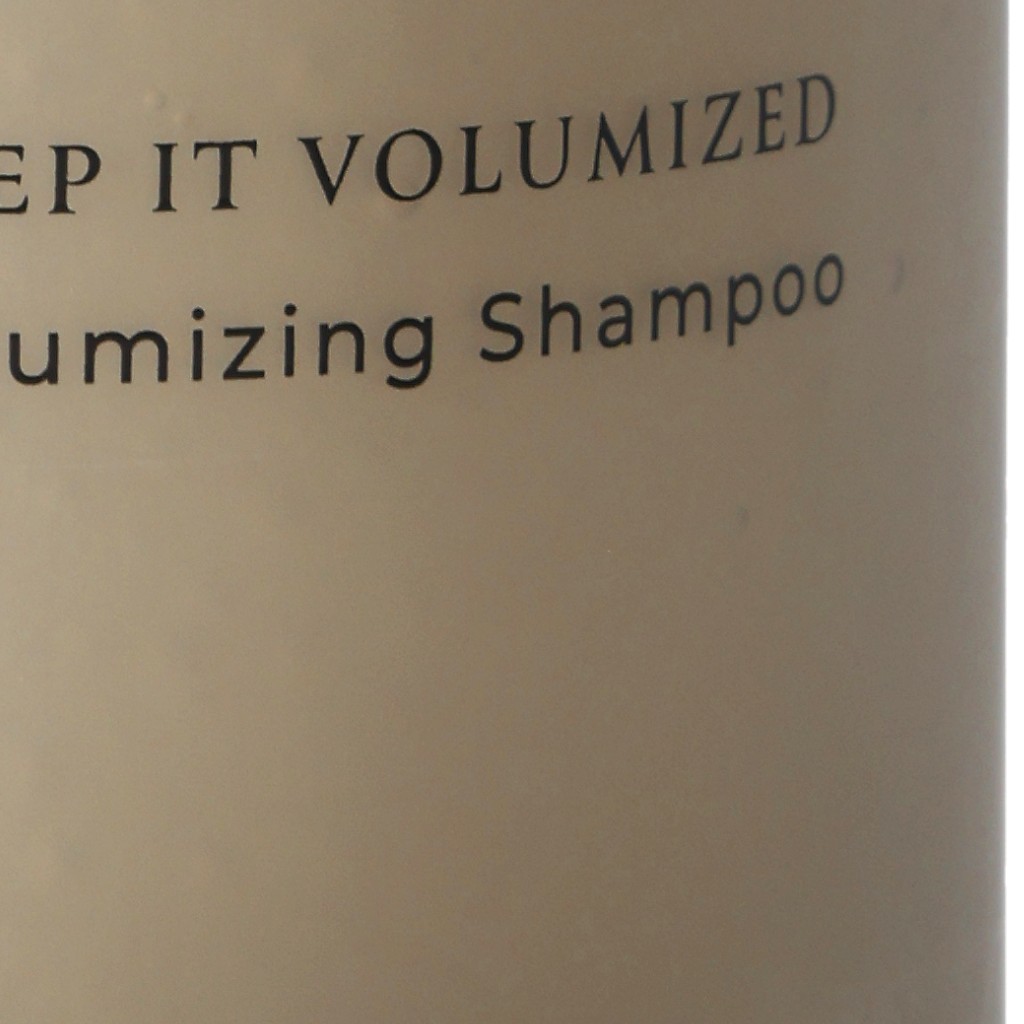 EP IT VOLUMIZED
umizing Shampoo